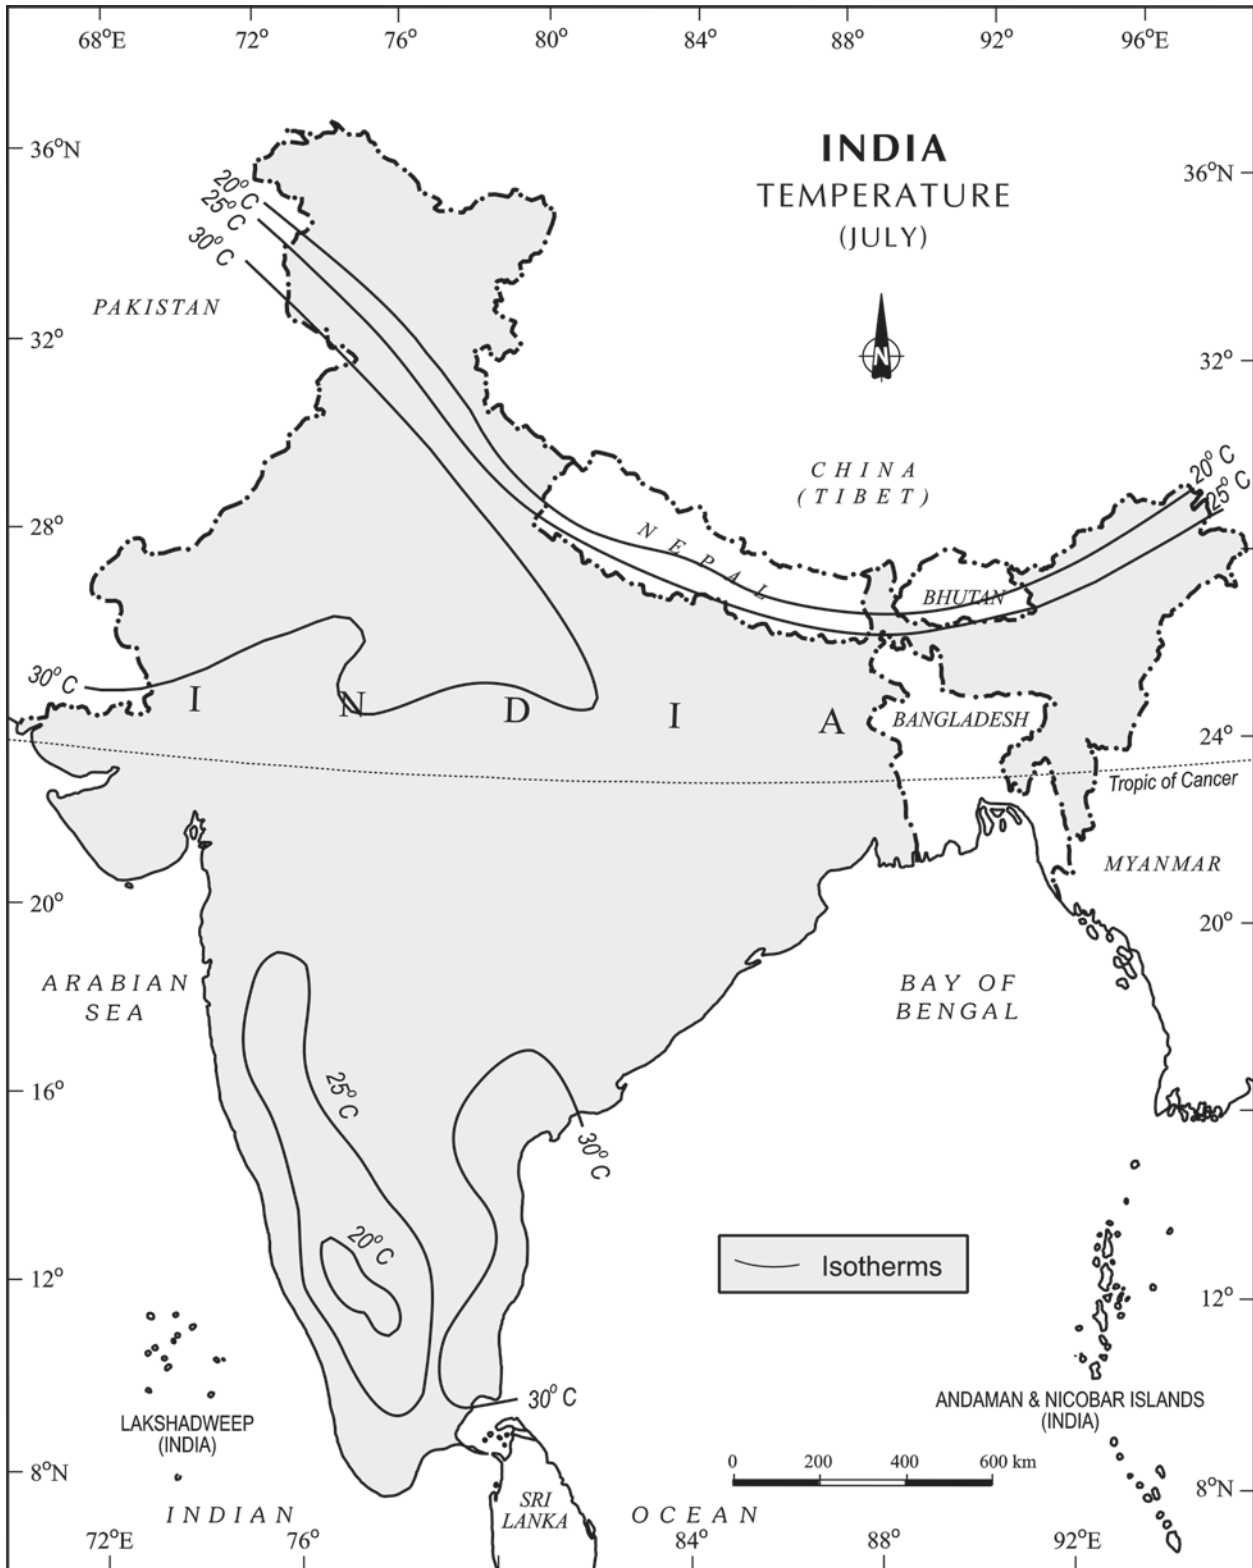 68°E 72° 76° 80° 84° 88° 92° 96°E
INDIA
TEMPERATURE
(JULY)
36°N
36°N
20° C
25° C
30° C
PAKISTAN
N
32°
32°
CHINA
(TIBET)
20° C
25° C
28°
NEPAL
BHUTAN
30° C
I N D I A
BANGLADESH
24°
Tropic of Cancer
MYANMAR
20°
20°
ARABIAN
SEA
BAY OF
BENGAL
25° C
16°
30° C
20° C
Isotherms
12°
12°
30° C
LAKSHADWEEP
(INDIA)
ANDAMAN & NICOBAR ISLANDS
(INDIA)
0 200 400 600 km
8°N
8°N
SRI
LANKA
INDIAN OCEAN
72°E 76° 84° 88° 92°E